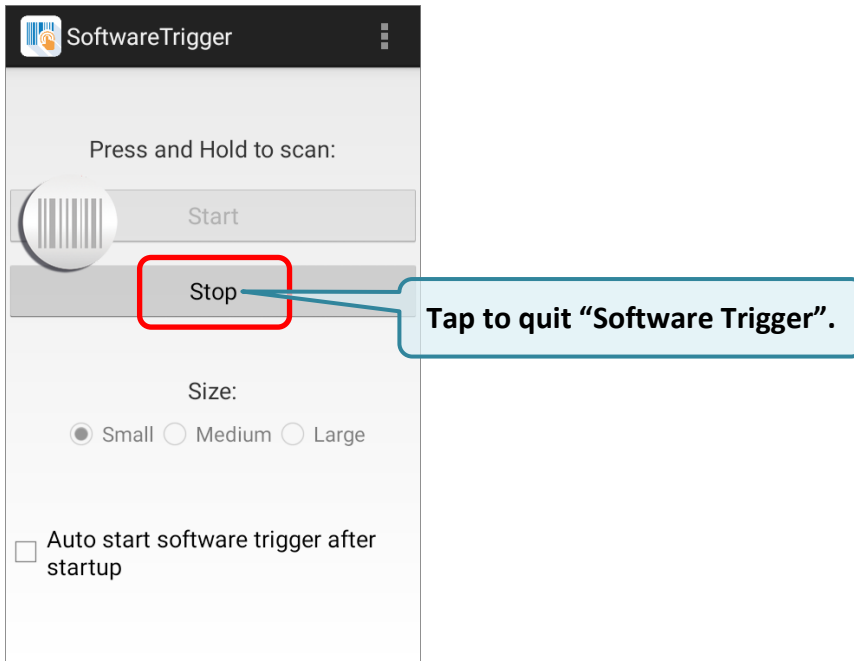 SoftwareTrigger
Press and Hold to scan:
Start
Stop
Tap to quit “Software Trigger”.
Size:
Small Medium Large
Auto start software trigger after
startup